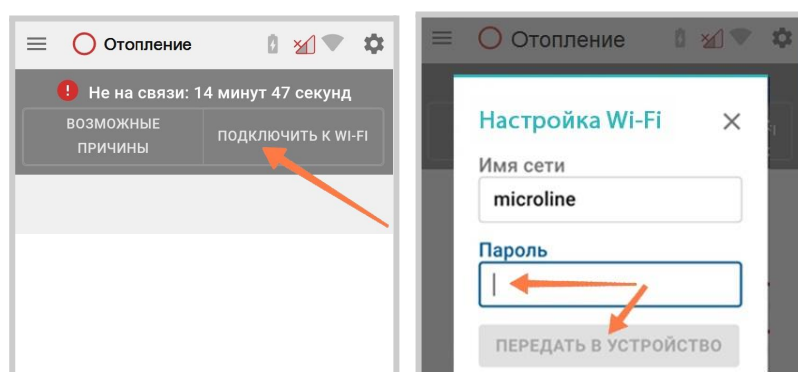 Отопление
Не на связи: 14 минут 47 секунд
ВОЗМОЖНЫЕ
ПРИЧИНЫ
ПОДКЛЮЧИТЬ К WI-FI
Отопление
Настройка Wi-Fi
Имя сети
microline
Пароль
ПЕРЕДАТЬ В УСТРОЙСТВО